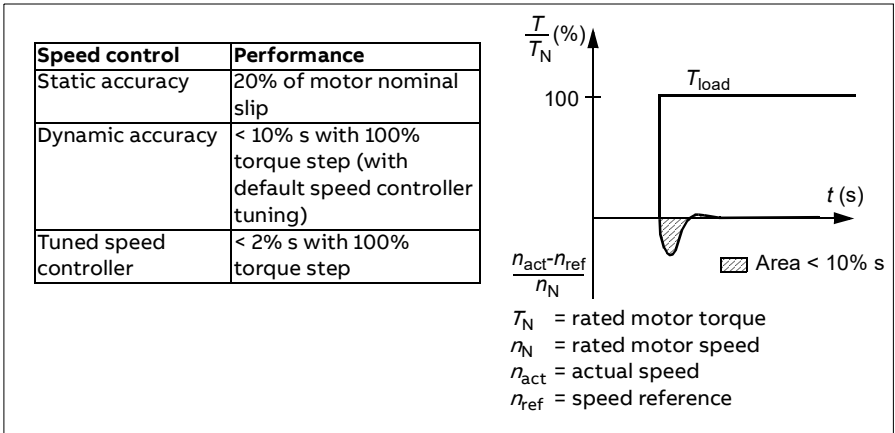 Speed control Performance
Static accuracy 20% of motor nominal
slip
Dynamic accuracy < 10% s with 100%
torque step (with
default speed controller
tuning)
Tuned speed < 2% s with 100%
controller torque step
T/T_N (%)
T_load
100
t (s)
n_act-n_ref
n_N
Area < 10% s
T_N = rated motor torque
n_N = rated motor speed
n_act = actual speed
n_ref = speed reference